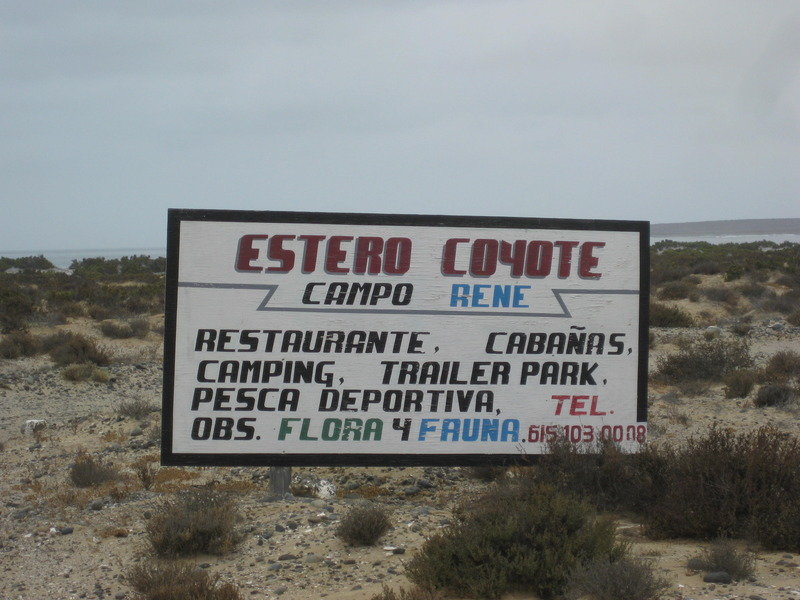 ESTERO COYOTE
CAMPO RENE
RESTAURANTE, CABAÑAS,
CAMPING, TRAILER PARK,
PESCA DEPORTIVA, TEL.
OBS. FLORA Y FAUNA. 615 103 00 08